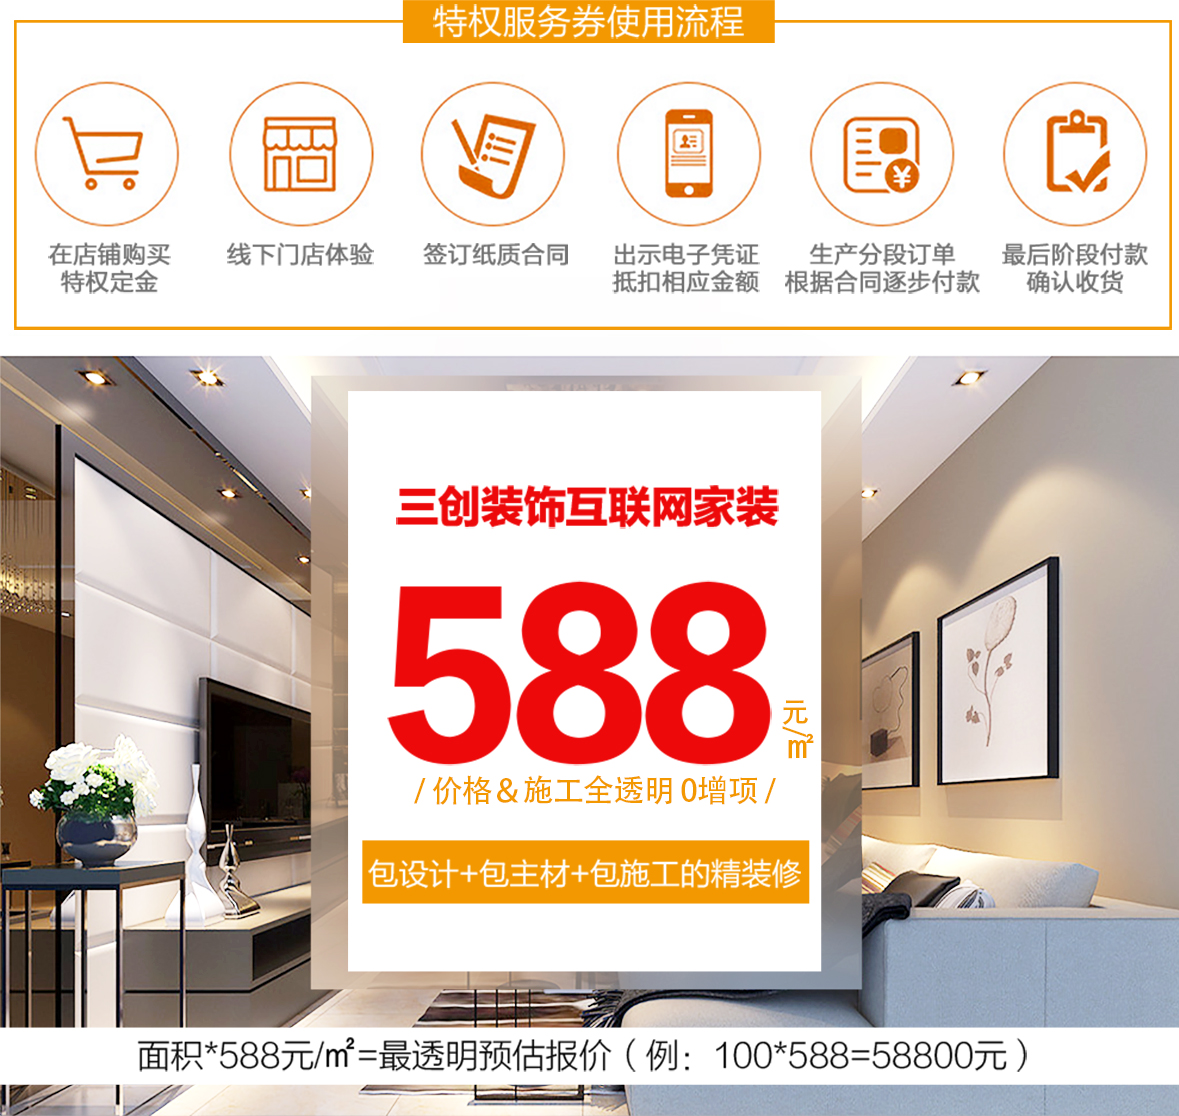 特权服务券使用流程
在店铺购买
特权定金
线下门店体验
签订纸质合同
出示电子凭证
抵扣相应金额
生产分段订单
根据合同逐步付款
最后阶段付款
确认收货
¥
三创装饰互联网家装
588
元/㎡
/ 价格&施工全透明 0增项 /
包设计+包主材+包施工的精装修
面积*588元/㎡=最透明预估报价（例：100*588=58800元）